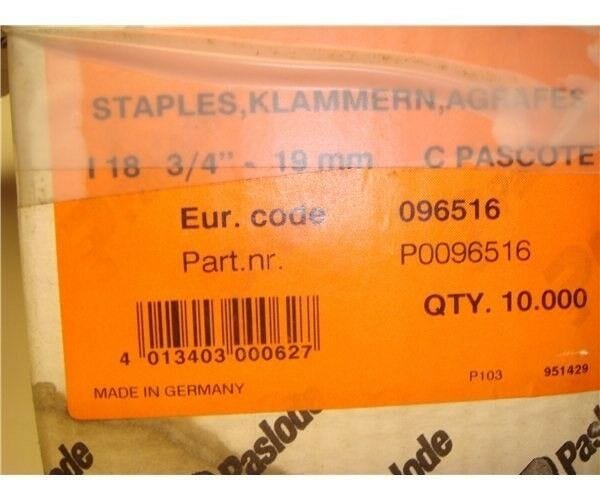 STAPLES,KLAMMERN,AGRAFES
I 18 3/4" - 19 mm C PASCOTE
Eur. code 096516
Part.nr. P0096516
QTY. 10.000
4 013403 000627
MADE IN GERMANY
P103 951429
Paslode
Paslode
Paslode